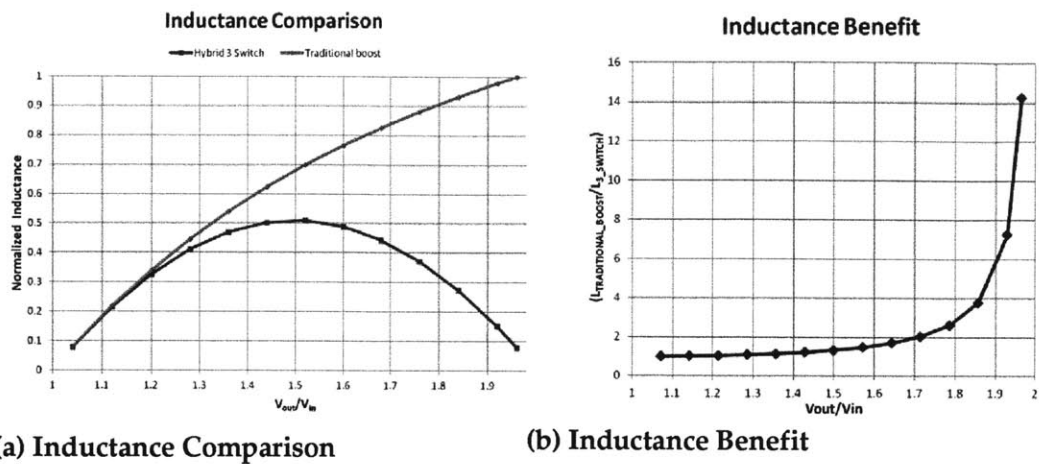 Inductance Comparison
Hybrid 3 Switch
Traditional boost
Normalized Inductance
1
0.9
0.8
0.7
0.6
0.5
0.4
0.3
0.2
0.1
0
1 1.1 1.2 1.3 1.4 1.5 1.6 1.7 1.8 1.9
Vout/Vin
(a) Inductance Comparison
Inductance Benefit
(LTRADITIONAL_BOOST/L3_SWITCH)
16
14
12
10
8
6
4
2
0
1 1.1 1.2 1.3 1.4 1.5 1.6 1.7 1.8 1.9 2
Vout/Vin
(b) Inductance Benefit